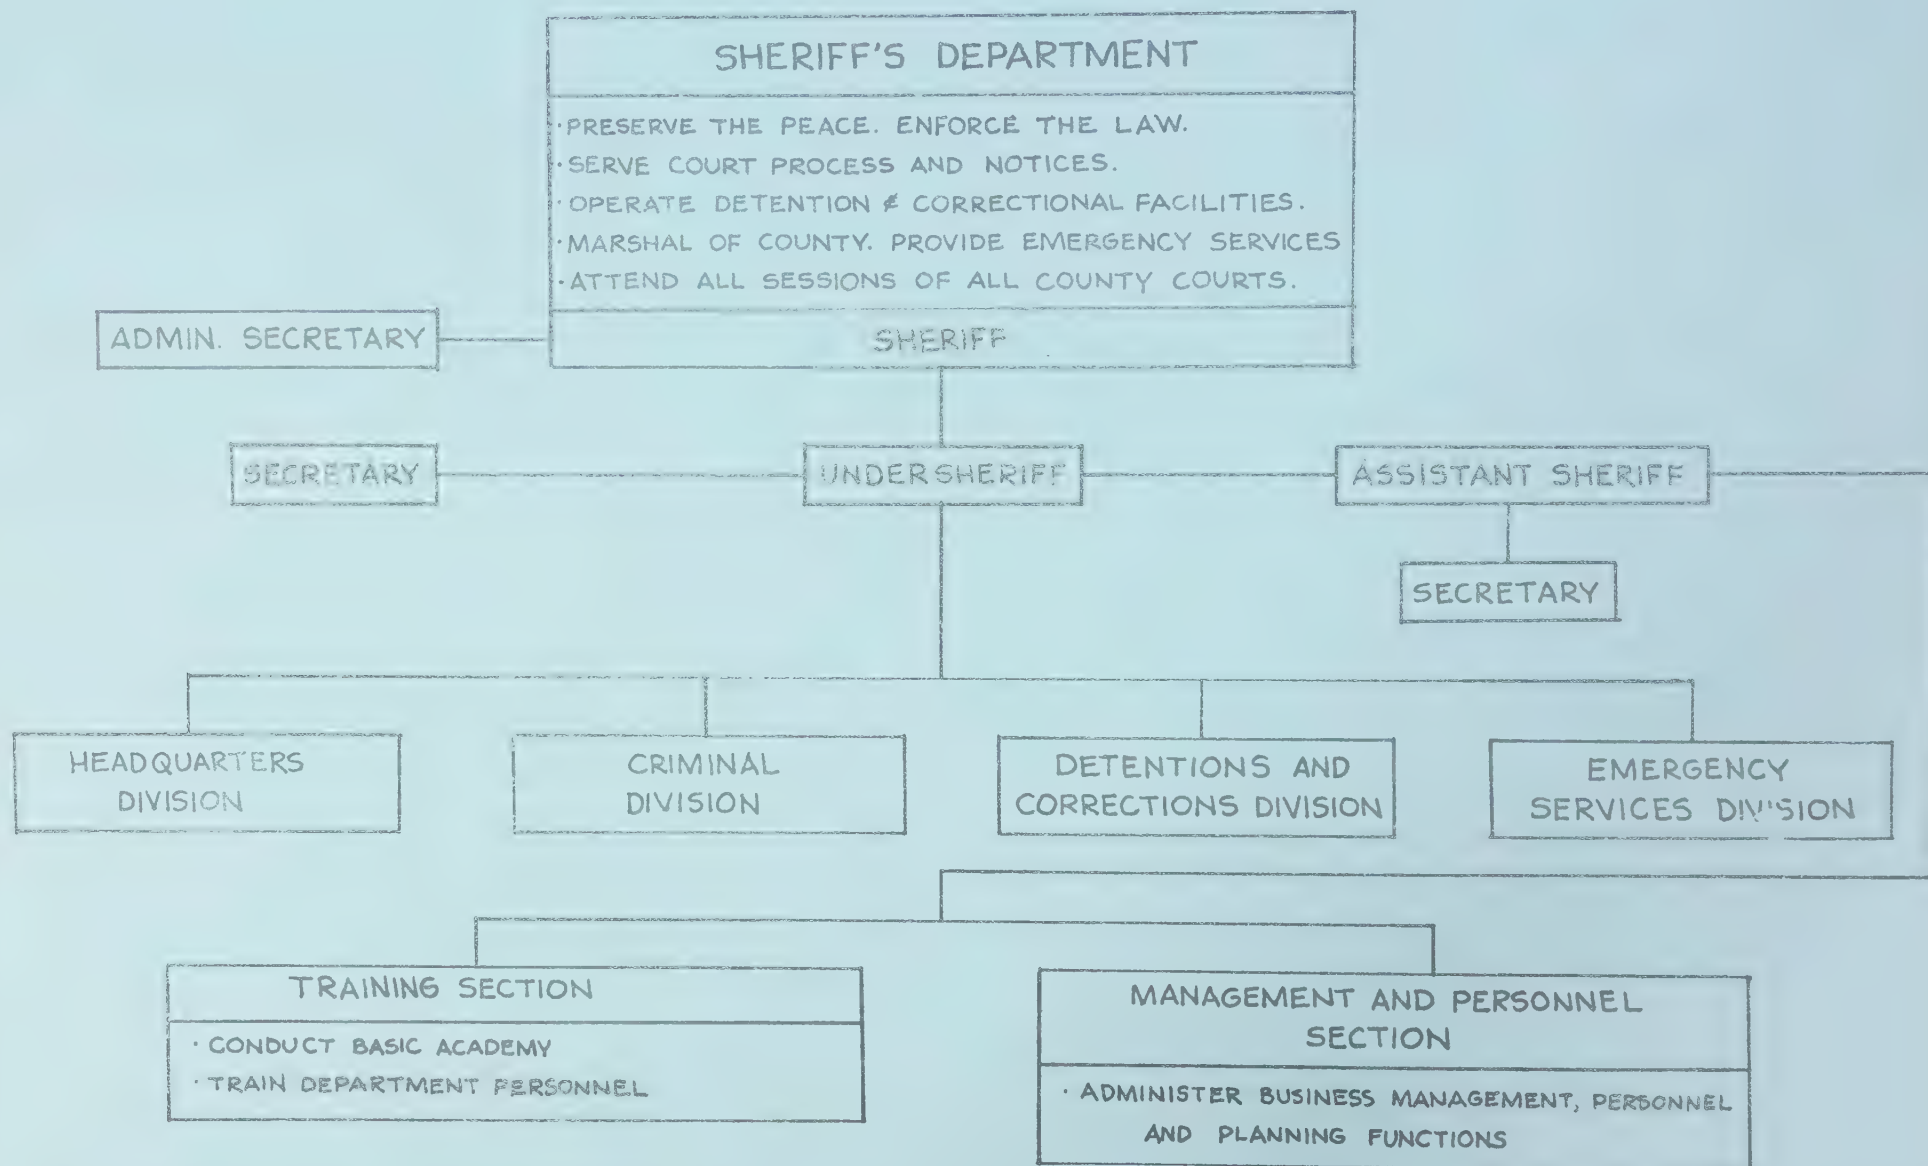 SHERIFF'S DEPARTMENT
·PRESERVE THE PEACE. ENFORCE THE LAW.
·SERVE COURT PROCESS AND NOTICES.
·OPERATE DETENTION & CORRECTIONAL FACILITIES.
·MARSHAL OF COUNTY. PROVIDE EMERGENCY SERVICES
·ATTEND ALL SESSIONS OF ALL COUNTY COURTS.
ADMIN. SECRETARY
SHERIFF
SECRETARY
UNDERSHERIFF
ASSISTANT SHERIFF
SECRETARY
HEADQUARTERS
DIVISION
CRIMINAL
DIVISION
DETENTIONS AND
CORRECTIONS DIVISION
EMERGENCY
SERVICES DIVISION
TRAINING SECTION
· CONDUCT BASIC ACADEMY
· TRAIN DEPARTMENT PERSONNEL
MANAGEMENT AND PERSONNEL
SECTION
· ADMINISTER BUSINESS MANAGEMENT, PERSONNEL
AND PLANNING FUNCTIONS